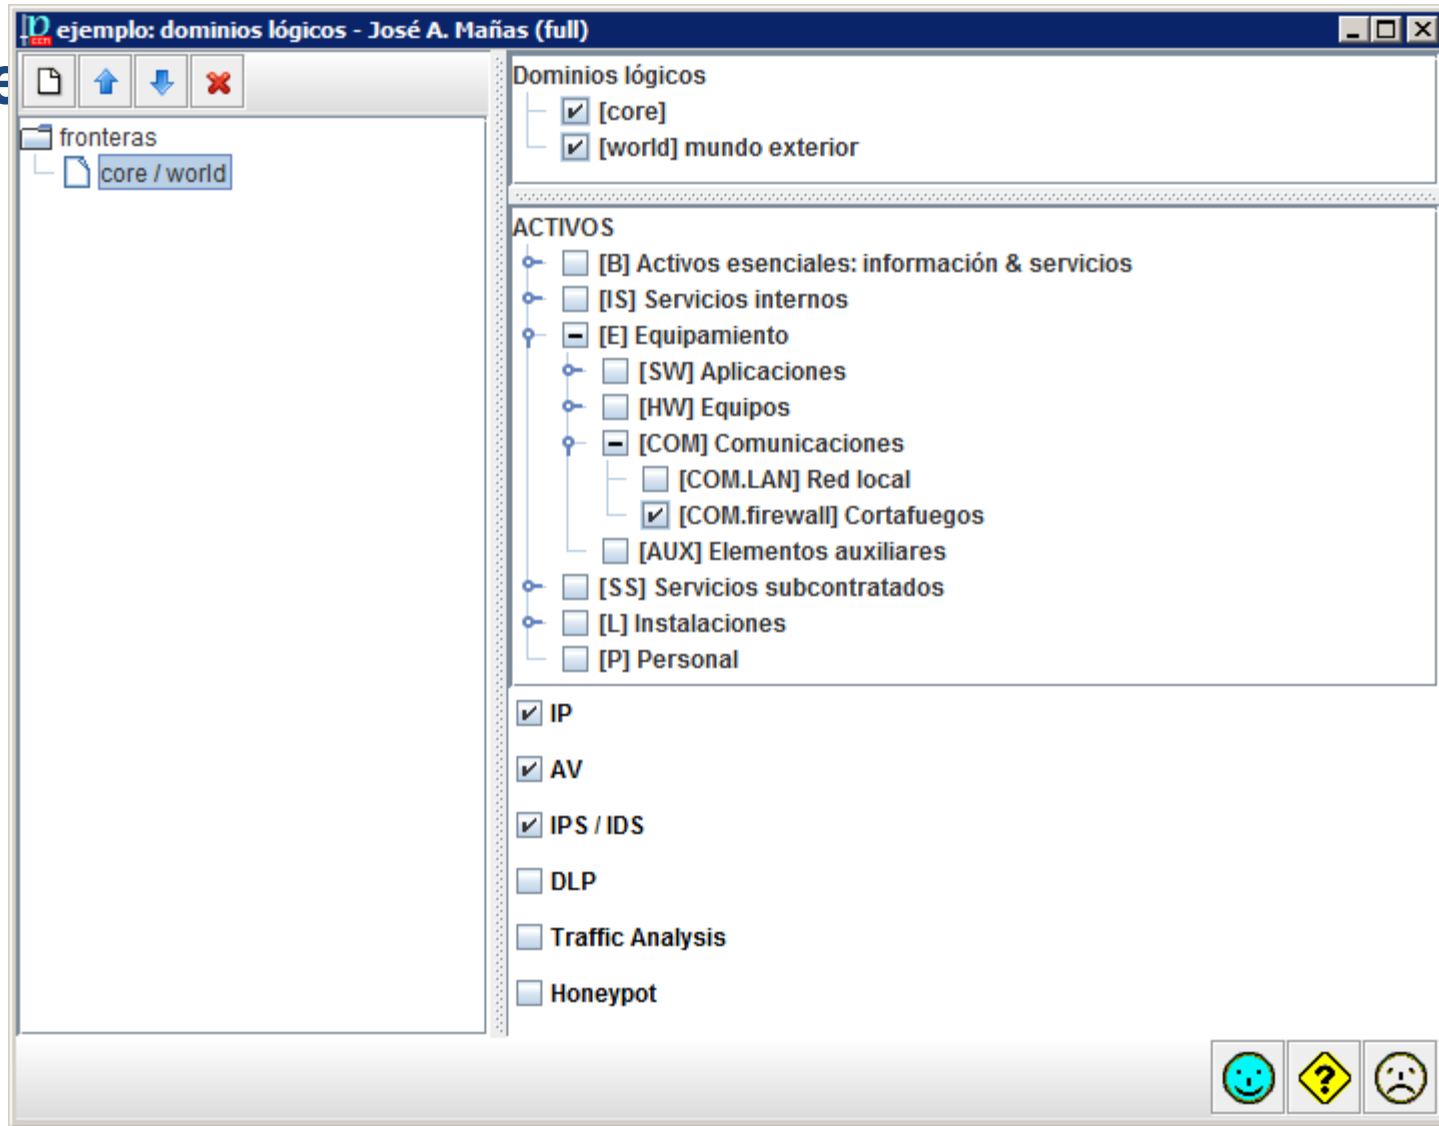 ejemplo: dominios lógicos - José A. Mañas (full)
e
fronteras
core / world
Dominios lógicos
[core]
[world] mundo exterior
ACTIVOS
[B] Activos esenciales: información & servicios
[IS] Servicios internos
[E] Equipamiento
[SW] Aplicaciones
[HW] Equipos
[COM] Comunicaciones
[COM.LAN] Red local
[COM.firewall] Cortafuegos
[AUX] Elementos auxiliares
[SS] Servicios subcontratados
[L] Instalaciones
[P] Personal
IP
AV
IPS / IDS
DLP
Traffic Analysis
Honeypot